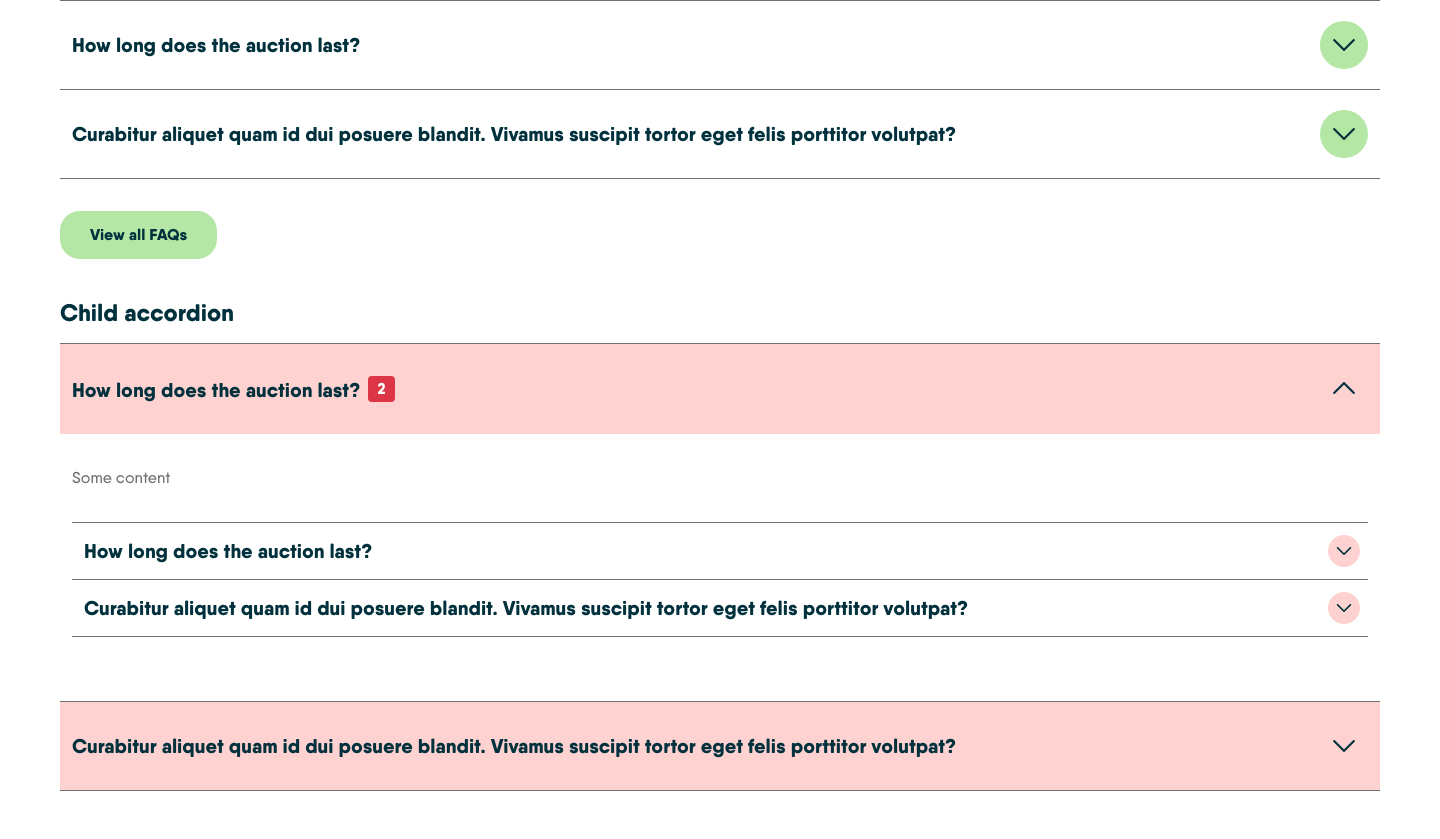 How long does the auction last?
Curabitur aliquet quam id dui posuere blandit. Vivamus suscipit tortor eget felis porttitor volutpat?
View all FAQs
Child accordion
How long does the auction last? 2
Some content
How long does the auction last?
Curabitur aliquet quam id dui posuere blandit. Vivamus suscipit tortor eget felis porttitor volutpat?
Curabitur aliquet quam id dui posuere blandit. Vivamus suscipit tortor eget felis porttitor volutpat?